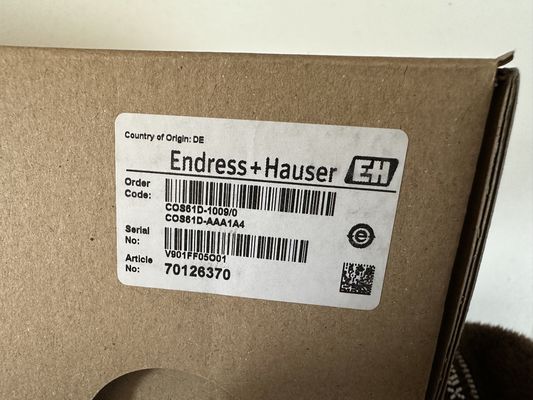 Country of Origin: DE
Endress+Hauser EH
Order
Code:
COS61D-1009/0
COS61D-AAA1A4
Serial
No:
V901FF05O01
Article
No:
70126370